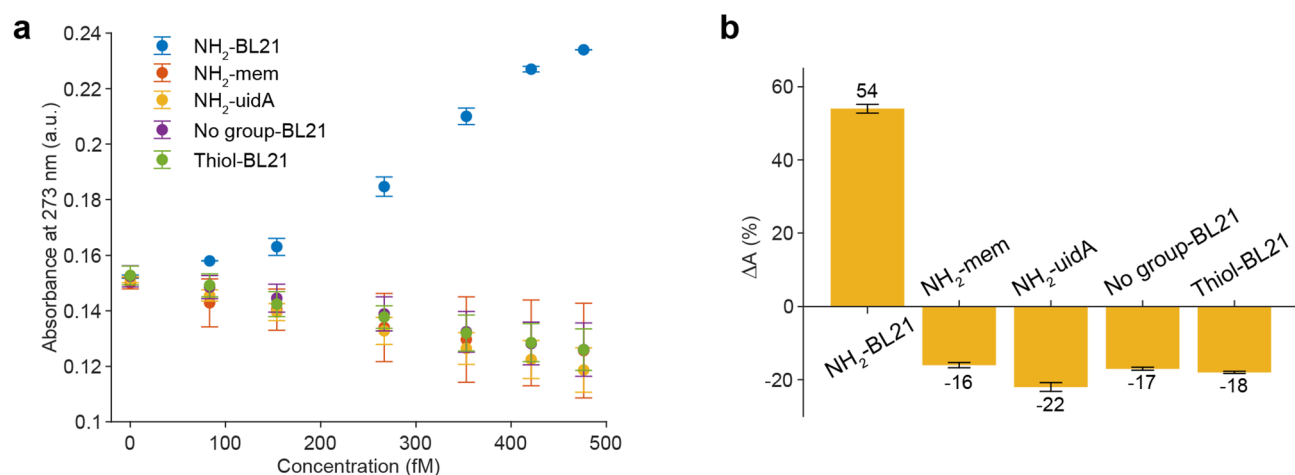 a
0.24
0.22
0.2
0.18
0.16
0.14
0.12
0.1
Absorbance at 273 nm (a.u.)
NH₂-BL21
NH₂-mem
NH₂-uidA
No group-BL21
Thiol-BL21
0 100 200 300 400 500
Concentration (fM)
b
60
40
20
0
-20
ΔA (%)
54
NH₂-BL21
NH₂-mem
NH₂-uidA
No group-BL21
Thiol-BL21
-16
-22
-17
-18